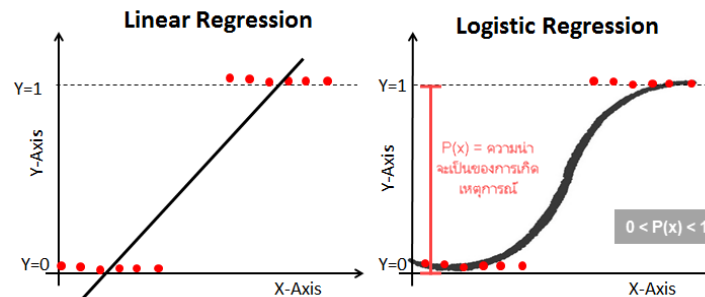 Linear Regression
Y=1
Y-Axis
Y=0
X-Axis
Logistic Regression
Y=1
Y-Axis
P(x) = ความน่า
จะเป็นของการเกิด
เหตุการณ์
0 < P(x) < 1
Y=0
X-Axis